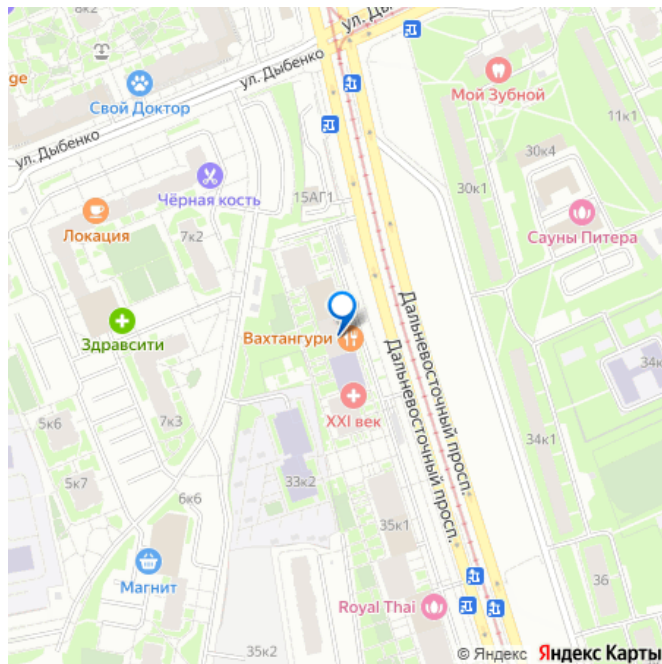 8к2
ул. Дыбенко
ge
ул. Дыбенко
Свой Доктор
Мой Зубной
11к1
ул. Дыбенко
30к4
30к1
Чёрная кость
15АГ1
Локация
7к2
Сауны Питера
Вахтангури
Здравсити
Дальневосточный просп.
Дальневосточный просп.
34к
5к6
7к3
XXI век
34к1
5к7
33к2
6к6
35к1
Магнит
36
Royal Thai
35к2
© Яндекс Яндекс Карты